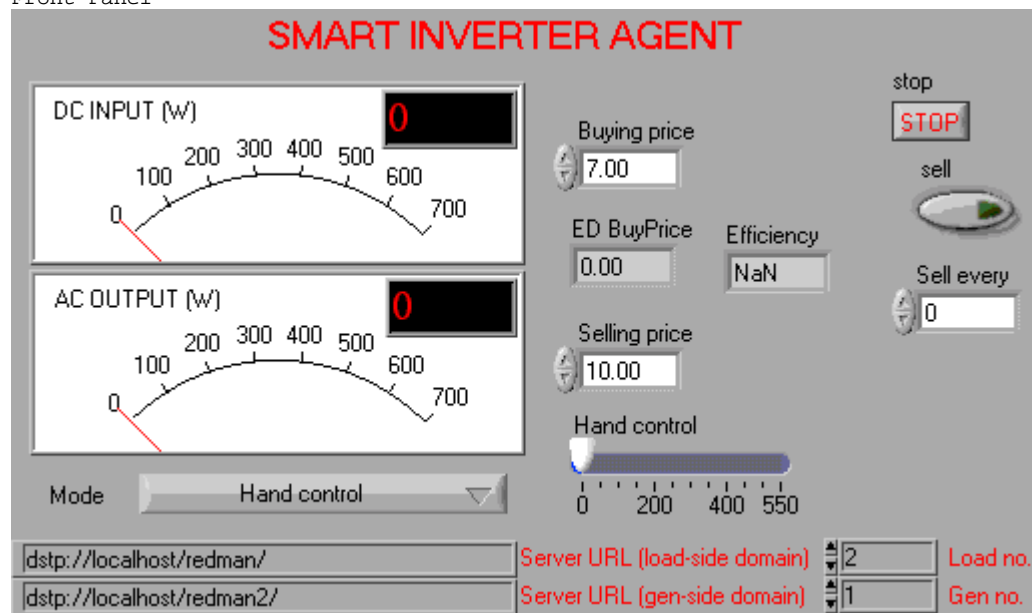 Front Panel
SMART INVERTER AGENT
DC INPUT (W)
0
0 100 200 300 400 500 600 700
AC OUTPUT (W)
0
0 100 200 300 400 500 600 700
Mode
Hand control
Buying price
7.00
ED BuyPrice
0.00
Efficiency
NaN
Selling price
10.00
Hand control
0 200 400 550
stop
STOP
sell
Sell every
0
dstp://localhost/redman/ Server URL (load-side domain) 2 Load no.
dstp://localhost/redman2/ Server URL (gen-side domain) 1 Gen no.